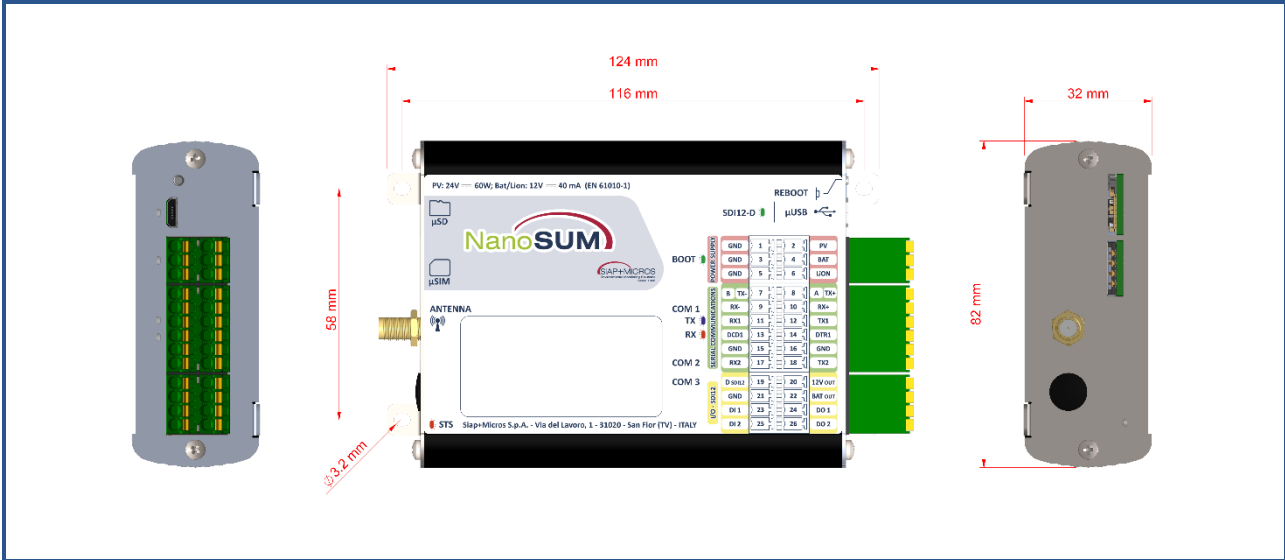 124 mm
116 mm
32 mm
58 mm
82 mm
Ø3.2 mm
PV: 24V ⎓ 60W; Bat/Lion: 12V ⎓ 40 mA (EN 61010-1)
REBOOT
SDI12-D
µUSB
µSD
NanoSUM
SIAP+MICROS
µSIM
ANTENNA
BOOT
COM 1
TX
RX
COM 2
COM 3
POWER SUPPLY
GND 1 2 PV
GND 3 4 BAT
GND 5 6 LION
SERIAL COMMUNICATIONS
B TX- 7 8 A TX+
RX- 9 10 RX+
RX1 11 12 TX1
DCD1 13 14 DTR1
GND 15 16 GND
RX2 17 18 TX2
I/O - SDI12
D SDI12 19 20 12V OUT
GND 21 22 BAT OUT
DI 1 23 24 DO 1
DI 2 25 26 DO 2
STS Siap+Micros S.p.A. - Via del Lavoro, 1 - 31020 - San Fior (TV) - ITALY